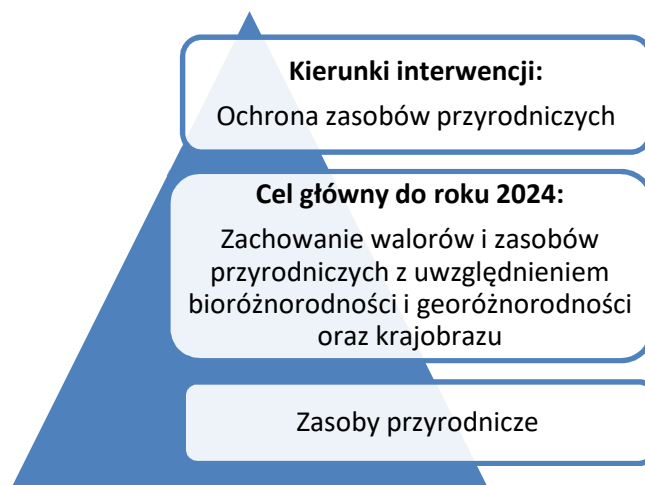 Kierunki interwencji:
Ochrona zasobów przyrodniczych
Cel główny do roku 2024:
Zachowanie walorów i zasobów
przyrodniczych z uwzględnieniem
bioróżnorodności i georóżnorodności
oraz krajobrazu
Zasoby przyrodnicze